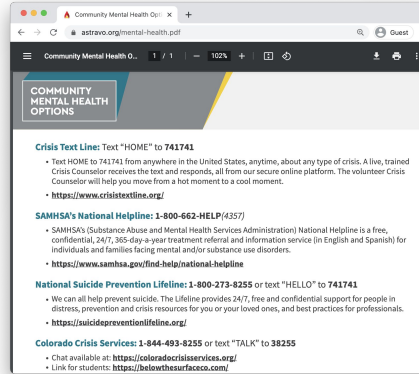 Community Mental Health Opti
astravo.org/mental-health.pdf
Guest
Community Mental Health O...
1 / 1
102%
COMMUNITY
MENTAL HEALTH
OPTIONS
Crisis Text Line: Text “HOME” to 741741
• Text HOME to 741741 from anywhere in the United States, anytime, about any type of crisis. A live, trained
Crisis Counselor receives the text and responds, all from our secure online platform. The volunteer Crisis
Counselor will help you move from a hot moment to a cool moment.
• https://www.crisistextline.org/
SAMHSA’s National Helpline: 1-800-662-HELP(4357)
• SAMHSA’s (Substance Abuse and Mental Health Services Administration) National Helpline is a free,
confidential, 24/7, 365-day-a-year treatment referral and information service (in English and Spanish) for
individuals and families facing mental and/or substance use disorders.
• https://www.samhsa.gov/find-help/national-helpline
National Suicide Prevention Lifeline: 1-800-273-8255 or text “HELLO” to 741741
• We can all help prevent suicide. The Lifeline provides 24/7, free and confidential support for people in
distress, prevention and crisis resources for you or your loved ones, and best practices for professionals.
• https://suicidepreventionlifeline.org/
Colorado Crisis Services: 1-844-493-8255 or text “TALK” to 38255
• Chat available at: https://coloradocrisisservices.org/
• Link for students: https://belowthesurfaceco.com/